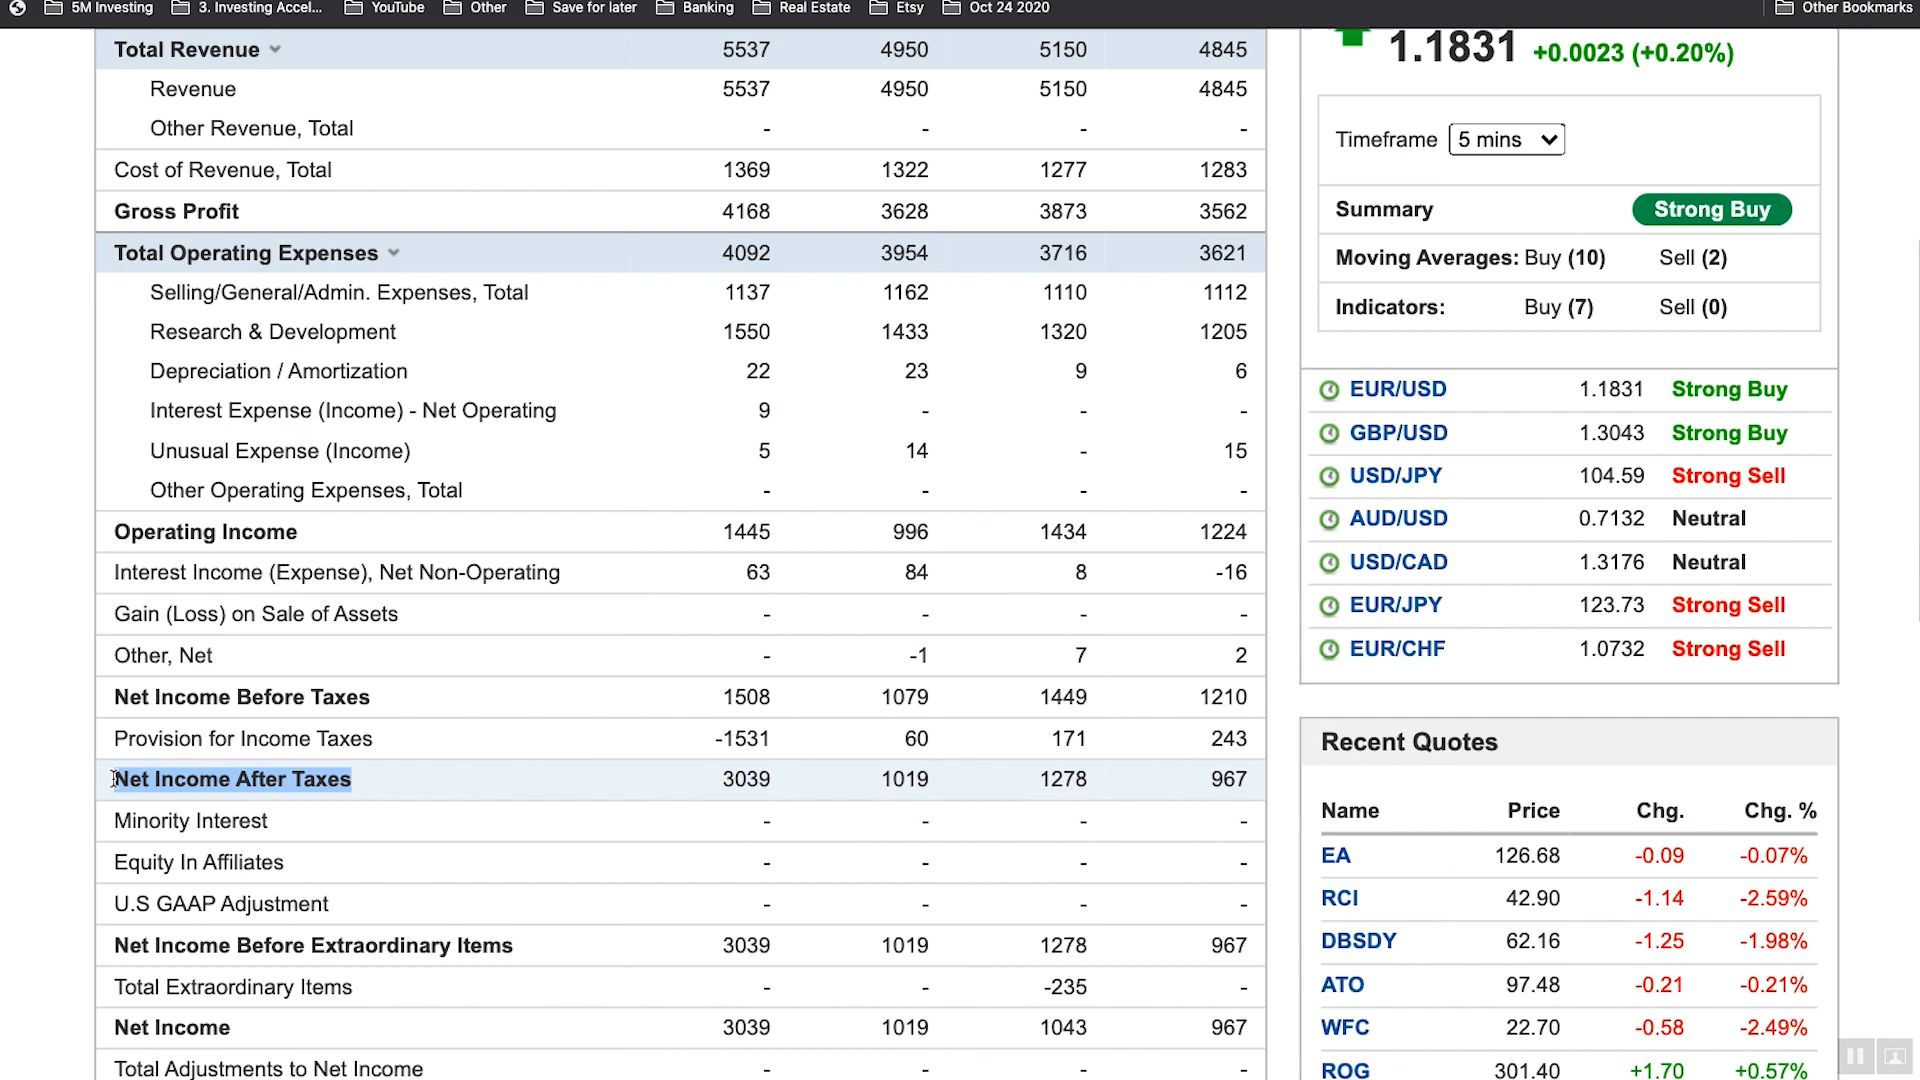 5M Investing 3. Investing Accel... YouTube Other Save for later Banking Real Estate Etsy Oct 24 2020 Other Bookmarks
Total Revenue 5537 4950 5150 4845
Revenue 5537 4950 5150 4845
Other Revenue, Total - - - -
Cost of Revenue, Total 1369 1322 1277 1283
Gross Profit 4168 3628 3873 3562
Total Operating Expenses 4092 3954 3716 3621
Selling/General/Admin. Expenses, Total 1137 1162 1110 1112
Research & Development 1550 1433 1320 1205
Depreciation / Amortization 22 23 9 6
Interest Expense (Income) - Net Operating 9 - - -
Unusual Expense (Income) 5 14 - 15
Other Operating Expenses, Total - - - -
Operating Income 1445 996 1434 1224
Interest Income (Expense), Net Non-Operating 63 84 8 -16
Gain (Loss) on Sale of Assets - - - -
Other, Net - -1 7 2
Net Income Before Taxes 1508 1079 1449 1210
Provision for Income Taxes -1531 60 171 243
Net Income After Taxes 3039 1019 1278 967
Minority Interest - - - -
Equity In Affiliates - - - -
U.S GAAP Adjustment - - - -
Net Income Before Extraordinary Items 3039 1019 1278 967
Total Extraordinary Items - - -235 -
Net Income 3039 1019 1043 967
Total Adjustments to Net Income - - - -
1.1831 +0.0023 (+0.20%)
Timeframe 5 mins
Summary Strong Buy
Moving Averages: Buy (10) Sell (2)
Indicators: Buy (7) Sell (0)
EUR/USD 1.1831 Strong Buy
GBP/USD 1.3043 Strong Buy
USD/JPY 104.59 Strong Sell
AUD/USD 0.7132 Neutral
USD/CAD 1.3176 Neutral
EUR/JPY 123.73 Strong Sell
EUR/CHF 1.0732 Strong Sell
Recent Quotes
Name Price Chg. Chg. %
EA 126.68 -0.09 -0.07%
RCI 42.90 -1.14 -2.59%
DBSDY 62.16 -1.25 -1.98%
ATO 97.48 -0.21 -0.21%
WFC 22.70 -0.58 -2.49%
ROG 301.40 +1.70 +0.57%